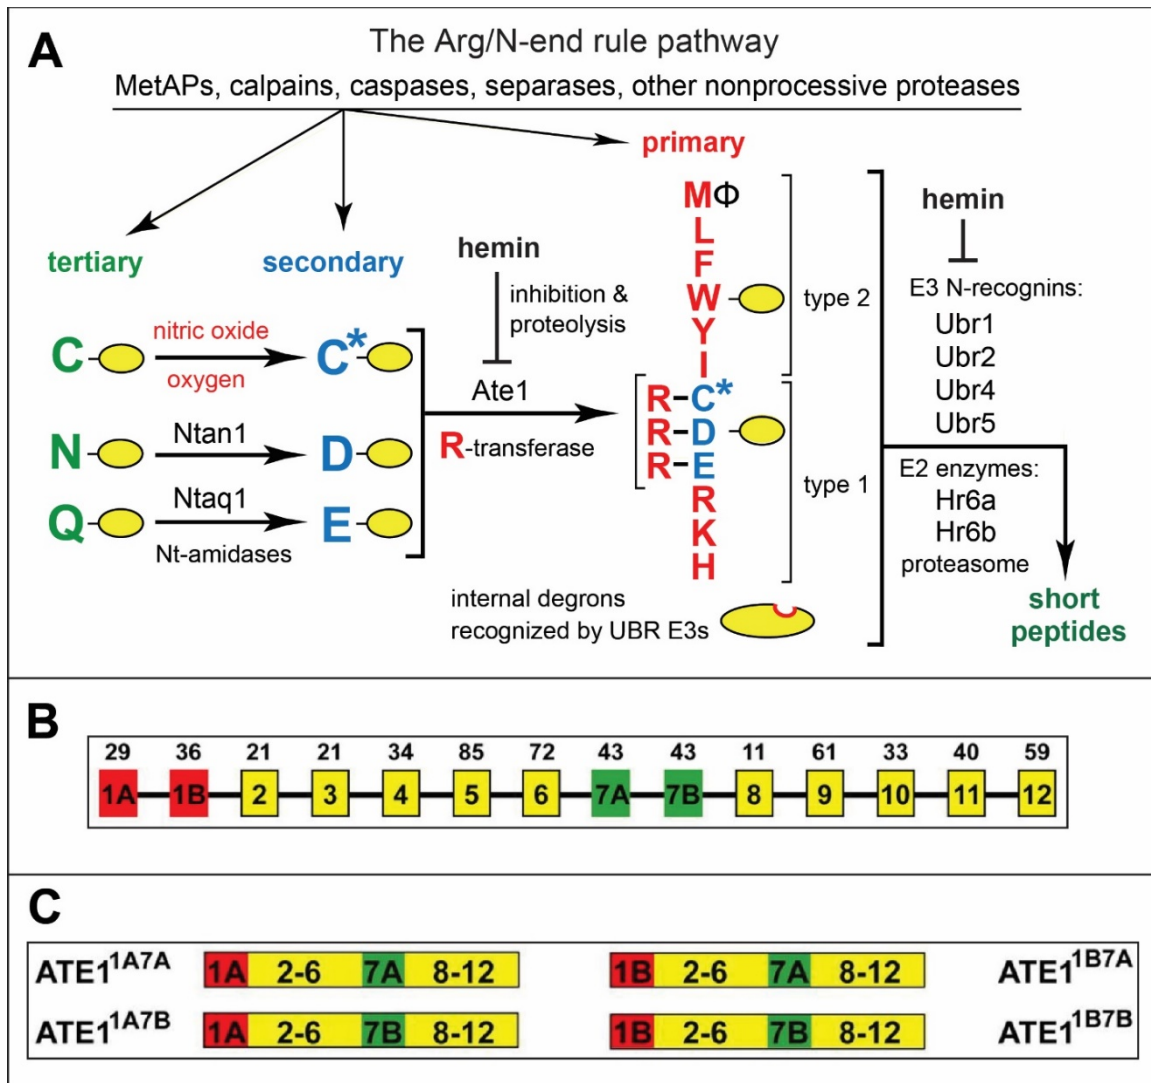 A
The Arg/N-end rule pathway
MetAPs, calpains, caspases, separases, other nonprocessive proteases
primary
tertiary
secondary
hemin
inhibition &
proteolysis
C
nitric oxide
oxygen
C*
N
Ntan1
D
Q
Ntaq1
E
Nt-amidases
Ate1
R-transferase
MΦ
L
F
W
Y
I
R-C*
R-D
R-E
R
K
H
type 2
type 1
internal degrons
recognized by UBR E3s
hemin
E3 N-recognins:
Ubr1
Ubr2
Ubr4
Ubr5
E2 enzymes:
Hr6a
Hr6b
proteasome
short
peptides
B
29 36 21 21 34 85 72 43 43 11 61 33 40 59
1A 1B 2 3 4 5 6 7A 7B 8 9 10 11 12
C
ATE1^1A7A 1A 2-6 7A 8-12 1B 2-6 7A 8-12 ATE1^1B7A
ATE1^1A7B 1A 2-6 7B 8-12 1B 2-6 7B 8-12 ATE1^1B7B